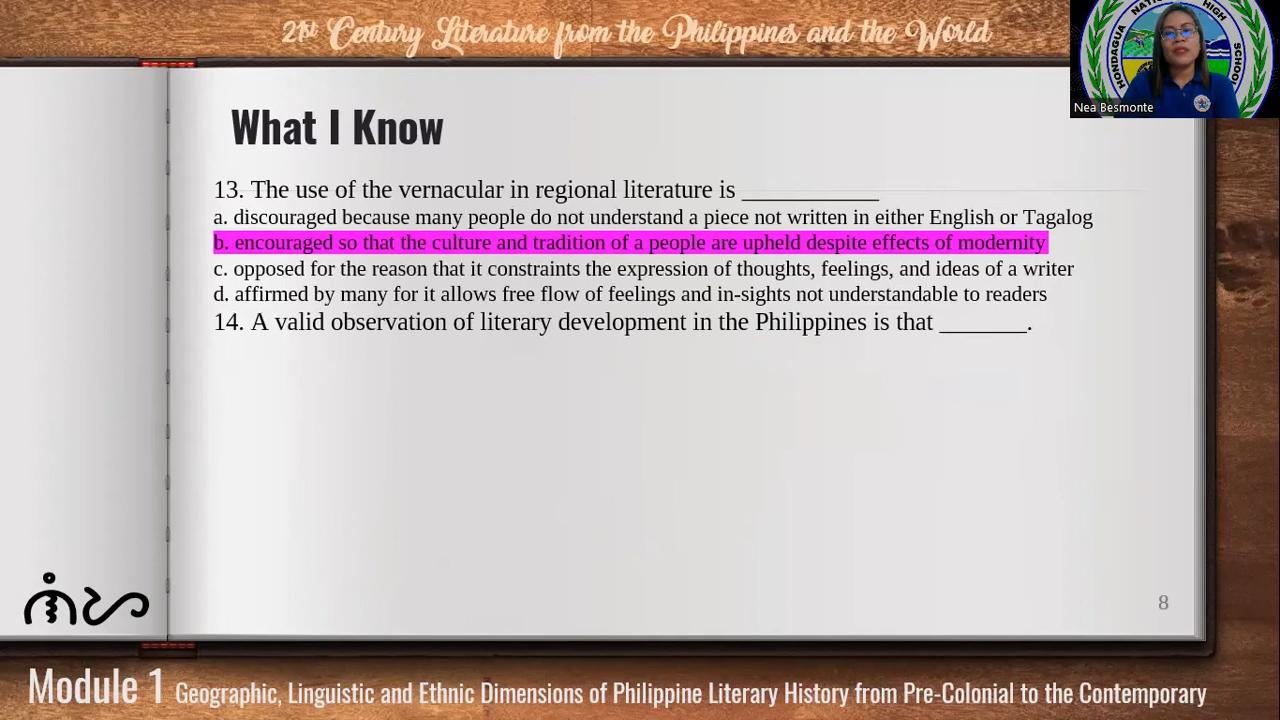 21st Century Literature from the Philippines and the World
HONDAGUA NATIONAL HIGH SCHOOL
Nea Besmonte
What I Know
13. The use of the vernacular in regional literature is ___________
a. discouraged because many people do not understand a piece not written in either English or Tagalog
b. encouraged so that the culture and tradition of a people are upheld despite effects of modernity
c. opposed for the reason that it constraints the expression of thoughts, feelings, and ideas of a writer
d. affirmed by many for it allows free flow of feelings and in-sights not understandable to readers
14. A valid observation of literary development in the Philippines is that _______.
8
Module 1 Geographic, Linguistic and Ethnic Dimensions of Philippine Literary History from Pre-Colonial to the Contemporary